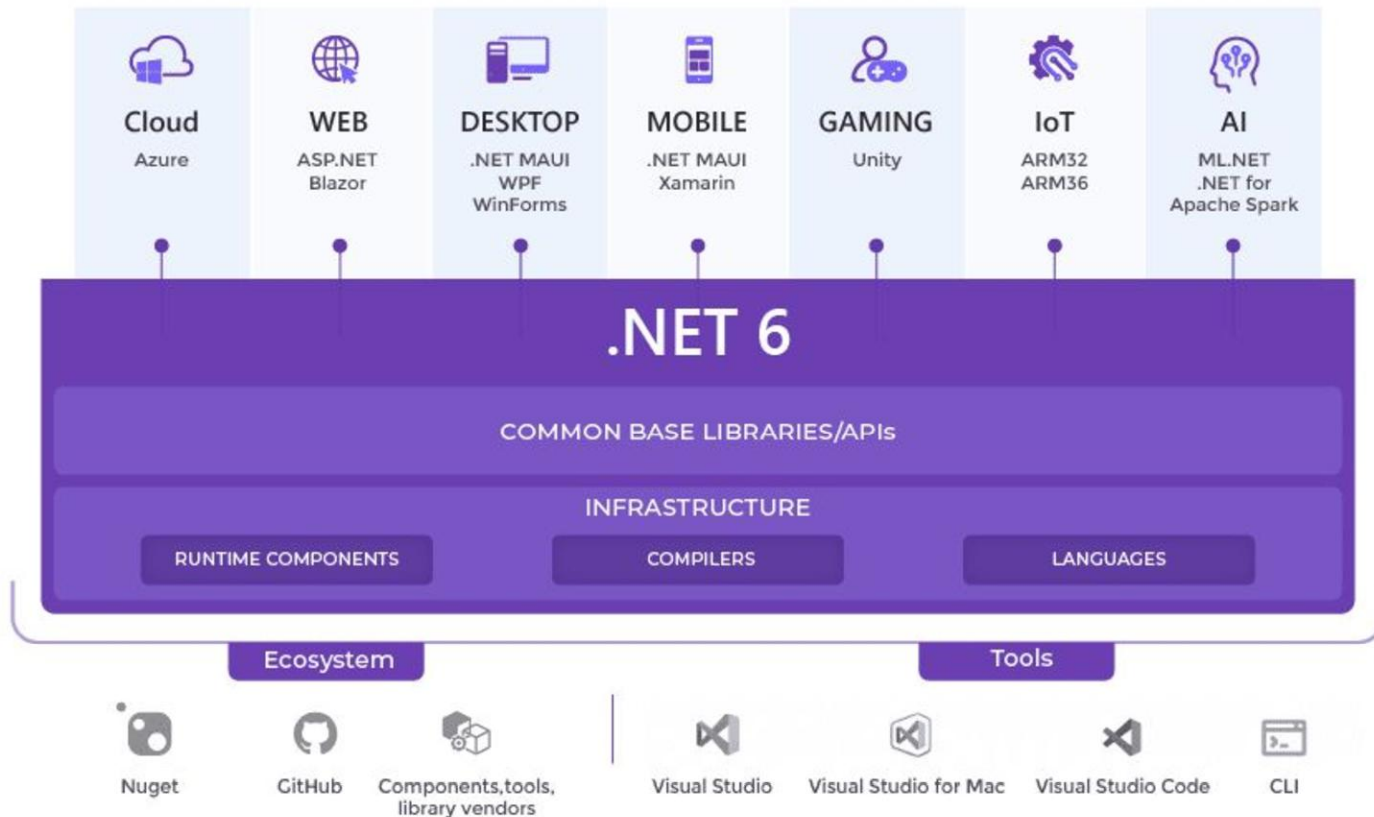 Cloud
Azure
WEB
ASP.NET
Blazor
DESKTOP
.NET MAUI
WPF
WinForms
MOBILE
.NET MAUI
Xamarin
GAMING
Unity
IoT
ARM32
ARM36
AI
ML.NET
.NET for
Apache Spark
.NET 6
COMMON BASE LIBRARIES/APIs
INFRASTRUCTURE
RUNTIME COMPONENTS
COMPILERS
LANGUAGES
Ecosystem
Nuget
GitHub
Components,tools,
library vendors
Tools
Visual Studio
Visual Studio for Mac
Visual Studio Code
CLI